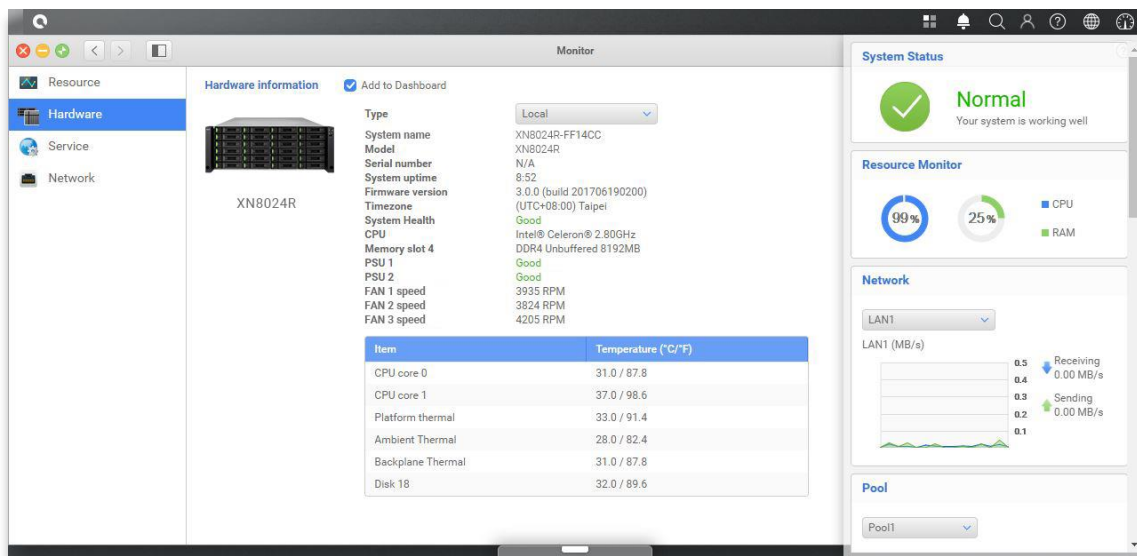 Monitor
Resource
Hardware
Service
Network
Hardware information
Add to Dashboard
XN8024R
Type Local
System name XN8024R-FF14CC
Model XN8024R
Serial number N/A
System uptime 8:52
Firmware version 3.0.0 (build 201706190200)
Timezone (UTC+08:00) Taipei
System Health Good
CPU Intel® Celeron® 2.80GHz
Memory slot 4 DDR4 Unbuffered 8192MB
PSU 1 Good
PSU 2 Good
FAN 1 speed 3935 RPM
FAN 2 speed 3824 RPM
FAN 3 speed 4205 RPM
Item Temperature (°C/°F)
CPU core 0 31.0 / 87.8
CPU core 1 37.0 / 98.6
Platform thermal 33.0 / 91.4
Ambient Thermal 28.0 / 82.4
Backplane Thermal 31.0 / 87.8
Disk 18 32.0 / 89.6
System Status
Normal
Your system is working well
Resource Monitor
99%
25%
CPU
RAM
Network
LAN1
LAN1 (MB/s)
0.5
0.4
0.3
0.2
0.1
Receiving
0.00 MB/s
Sending
0.00 MB/s
Pool
Pool1